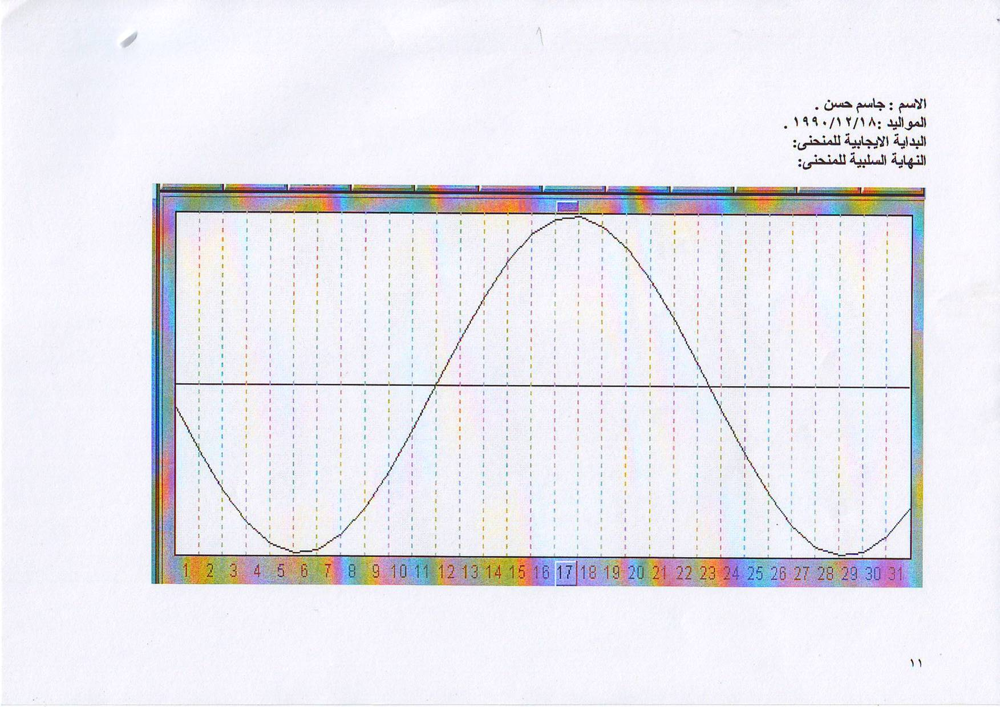 ١
الاسم : جاسم حسن .
المواليد :١٩٩٠/١٢/١٨ .
البداية الايجابية للمنحنى:
النهاية السلبية للمنحنى:
1 2 3 4 5 6 7 8 9 10 11 12 13 14 15 16 17 18 19 20 21 22 23 24 25 26 27 28 29 30 31
١١